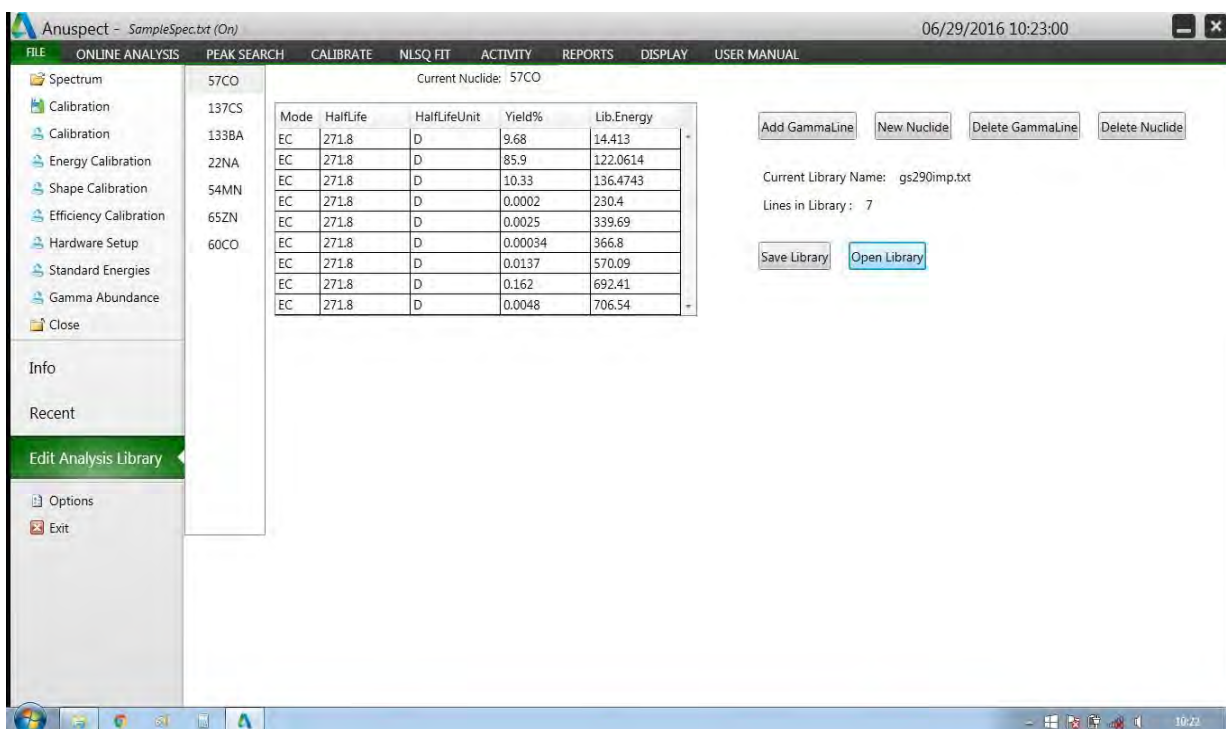 Anuspect - SampleSpec.txt (On) 06/29/2016 10:23:00
FILE ONLINE ANALYSIS PEAK SEARCH CALIBRATE NLSQ FIT ACTIVITY REPORTS DISPLAY USER MANUAL
Spectrum
Calibration
Calibration
Energy Calibration
Shape Calibration
Efficiency Calibration
Hardware Setup
Standard Energies
Gamma Abundance
Close
Info
Recent
Edit Analysis Library
Options
Exit
57CO
137CS
133BA
22NA
54MN
65ZN
60CO
Current Nuclide: 57CO
Mode HalfLife HalfLifeUnit Yield% Lib.Energy
EC 271.8 D 9.68 14.413
EC 271.8 D 85.9 122.0614
EC 271.8 D 10.33 136.4743
EC 271.8 D 0.0002 230.4
EC 271.8 D 0.0025 339.69
EC 271.8 D 0.00034 366.8
EC 271.8 D 0.0137 570.09
EC 271.8 D 0.162 692.41
EC 271.8 D 0.0048 706.54
Add GammaLine New Nuclide Delete GammaLine Delete Nuclide
Current Library Name: gs290imp.txt
Lines in Library : 7
Save Library Open Library
10:22